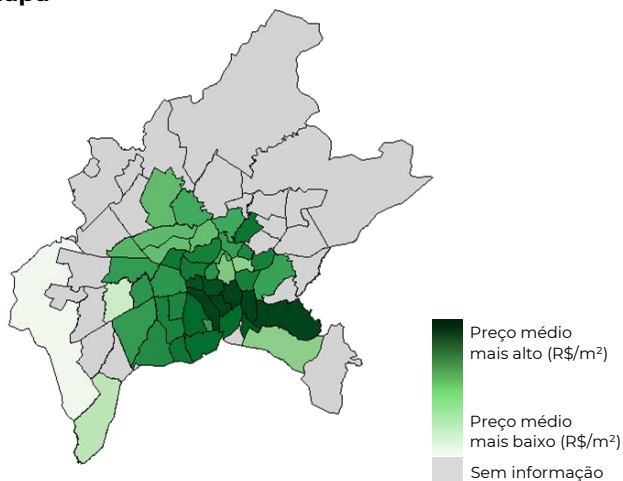 Preço médio
mais alto (R$/m²)
Preço médio
mais baixo (R$/m²)
Sem informação